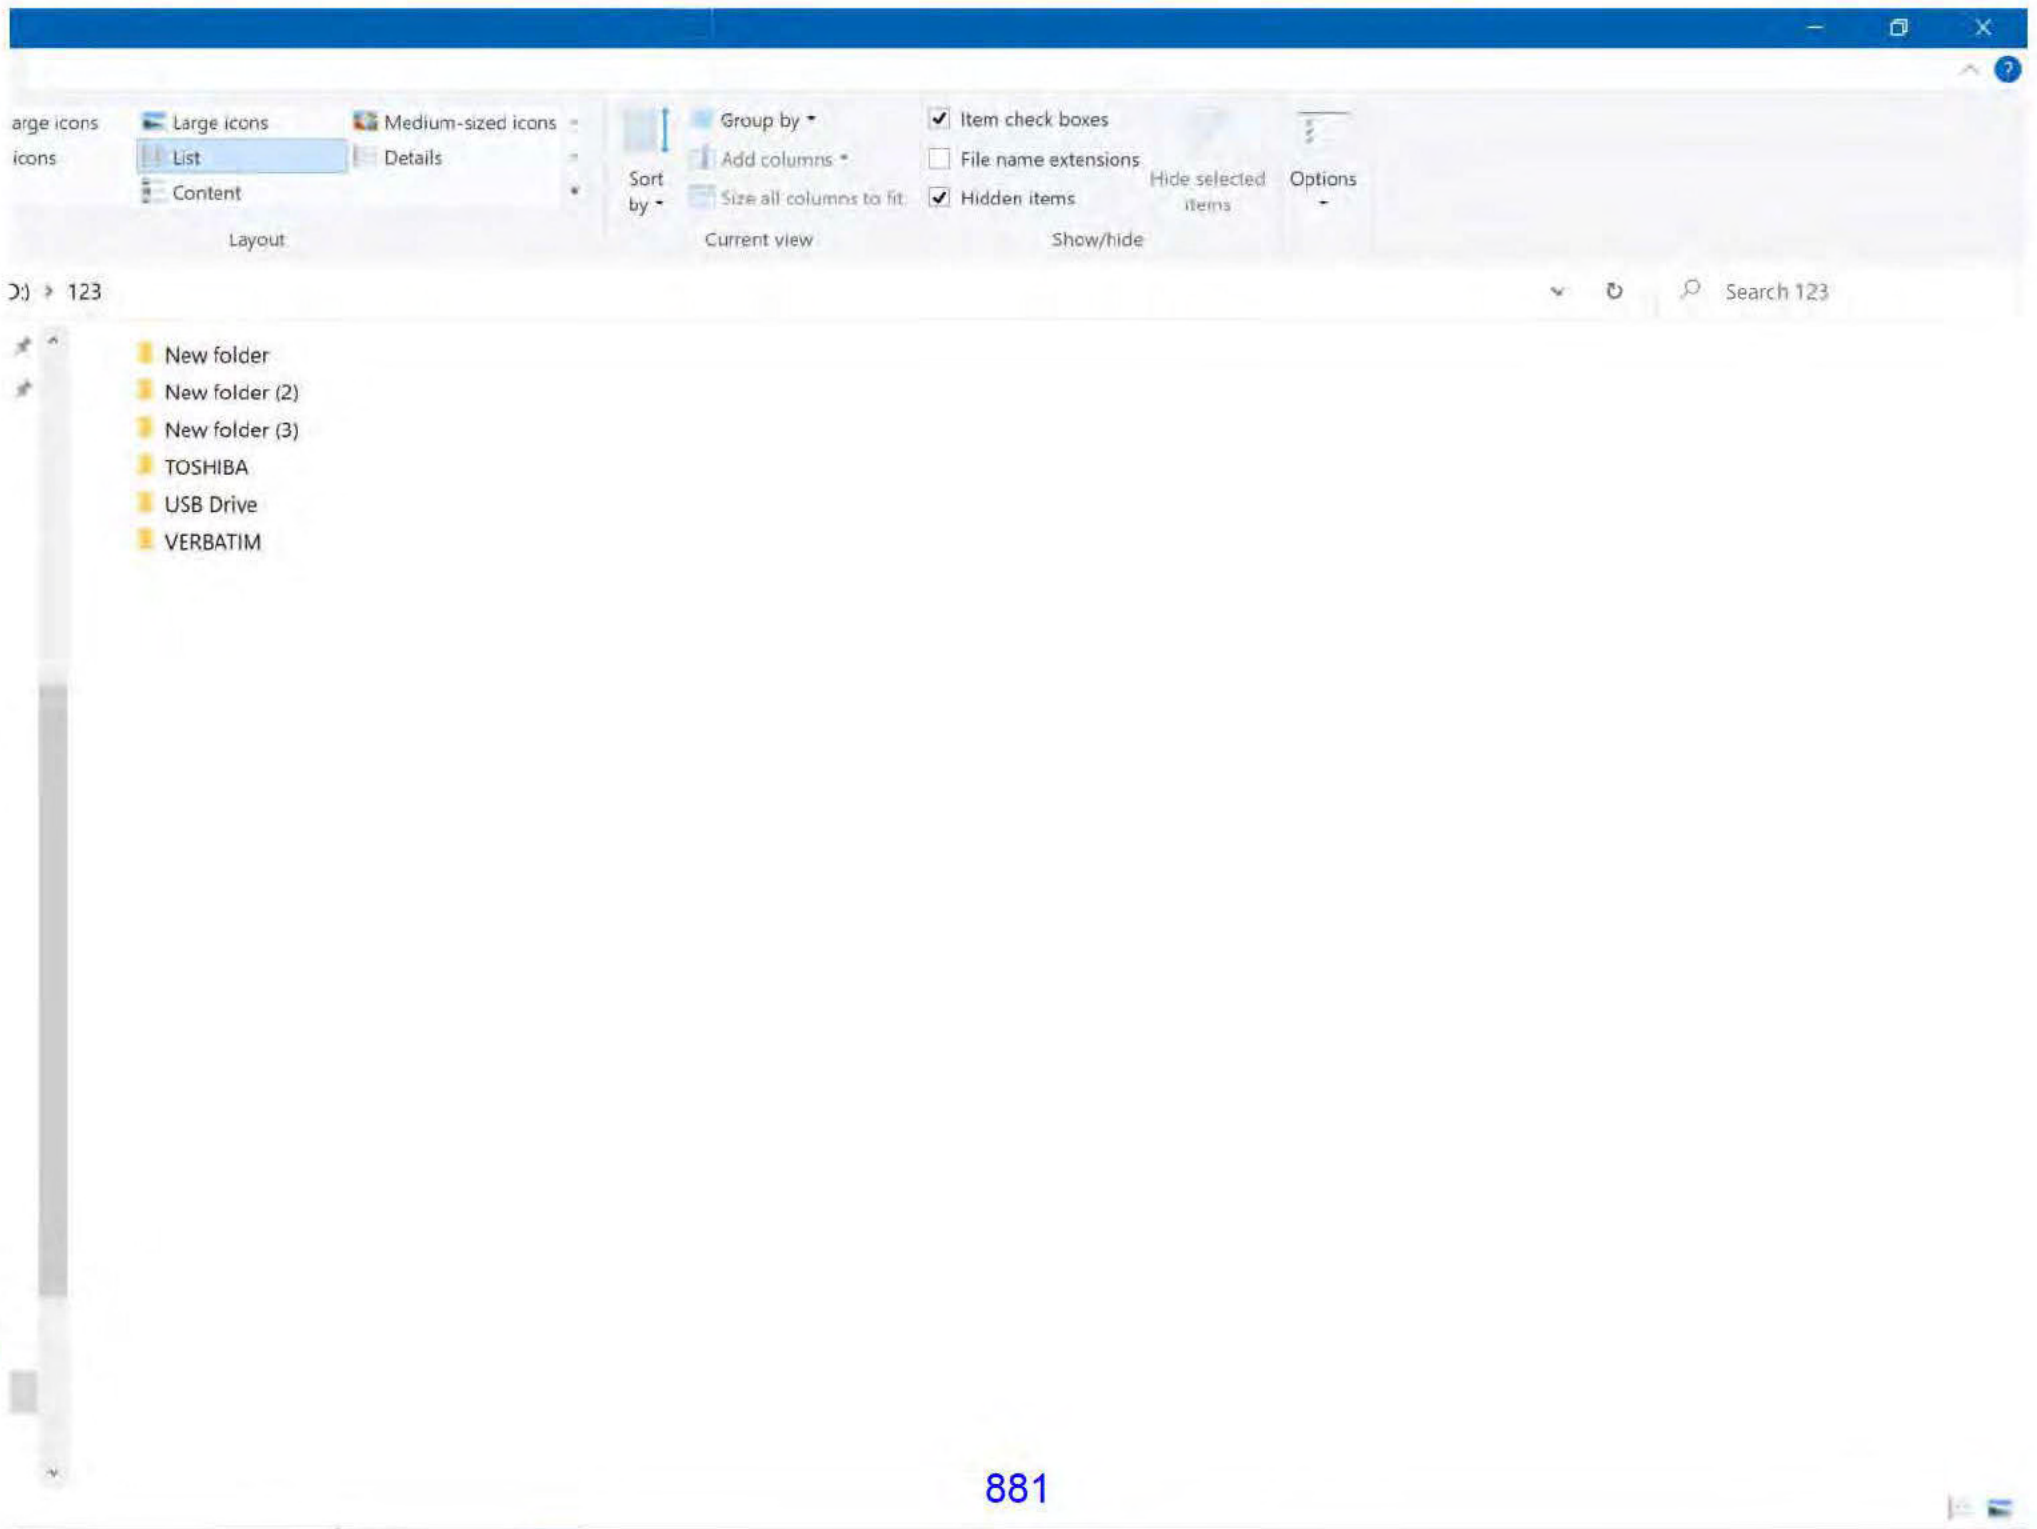 ?
arge icons Large icons Medium-sized icons
icons List Details
Content
Layout
Sort by
Group by
Add columns
Size all columns to fit
Current view
Item check boxes
File name extensions
Hidden items
Hide selected items
Show/hide
Options
:) > 123
Search 123
New folder
New folder (2)
New folder (3)
TOSHIBA
USB Drive
VERBATIM
881